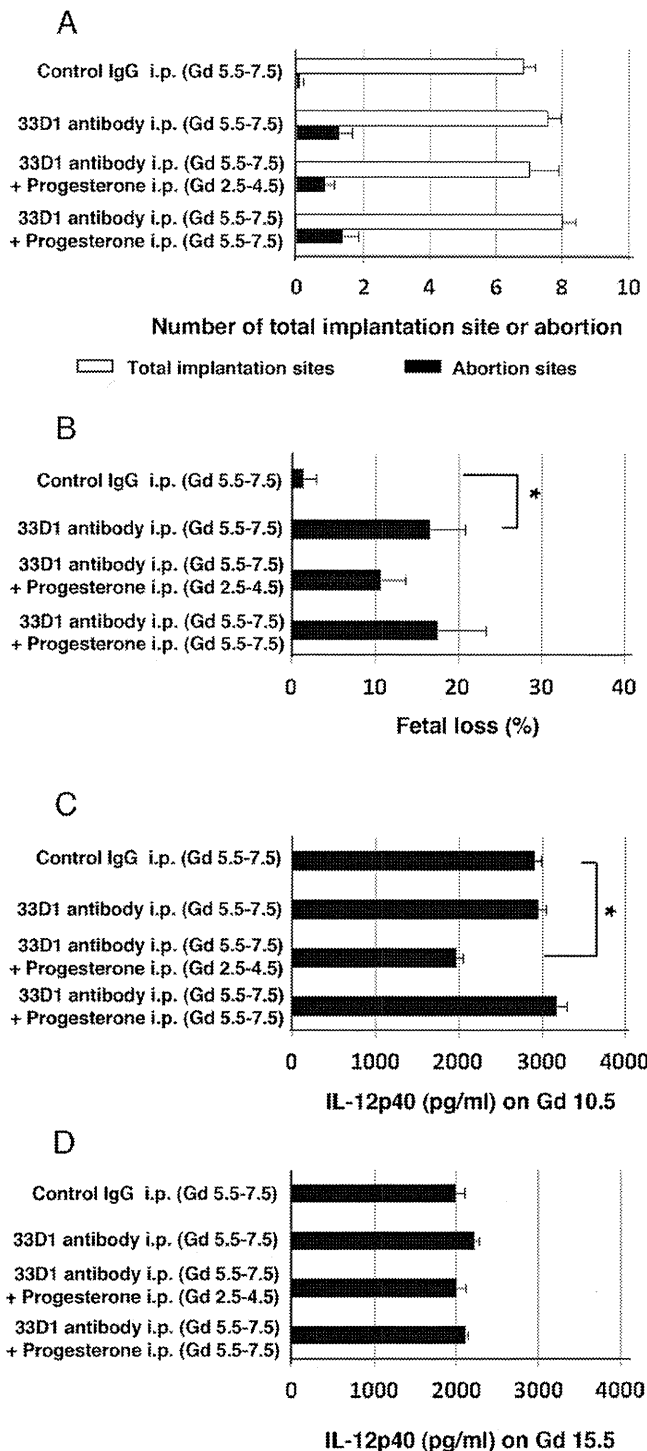 A
Control IgG i.p. (Gd 5.5-7.5)
33D1 antibody i.p. (Gd 5.5-7.5)
33D1 antibody i.p. (Gd 5.5-7.5)
+ Progesterone i.p. (Gd 2.5-4.5)
33D1 antibody i.p. (Gd 5.5-7.5)
+ Progesterone i.p. (Gd 5.5-7.5)
0 2 4 6 8 10
Number of total implantation site or abortion
Total implantation sites Abortion sites
B
Control IgG i.p. (Gd 5.5-7.5)
*
33D1 antibody i.p. (Gd 5.5-7.5)
33D1 antibody i.p. (Gd 5.5-7.5)
+ Progesterone i.p. (Gd 2.5-4.5)
33D1 antibody i.p. (Gd 5.5-7.5)
+ Progesterone i.p. (Gd 5.5-7.5)
0 10 20 30 40
Fetal loss (%)
C
Control IgG i.p. (Gd 5.5-7.5)
33D1 antibody i.p. (Gd 5.5-7.5)
*
33D1 antibody i.p. (Gd 5.5-7.5)
+ Progesterone i.p. (Gd 2.5-4.5)
33D1 antibody i.p. (Gd 5.5-7.5)
+ Progesterone i.p. (Gd 5.5-7.5)
0 1000 2000 3000 4000
IL-12p40 (pg/ml) on Gd 10.5
D
Control IgG i.p. (Gd 5.5-7.5)
33D1 antibody i.p. (Gd 5.5-7.5)
33D1 antibody i.p. (Gd 5.5-7.5)
+ Progesterone i.p. (Gd 2.5-4.5)
33D1 antibody i.p. (Gd 5.5-7.5)
+ Progesterone i.p. (Gd 5.5-7.5)
0 1000 2000 3000 4000
IL-12p40 (pg/ml) on Gd 15.5